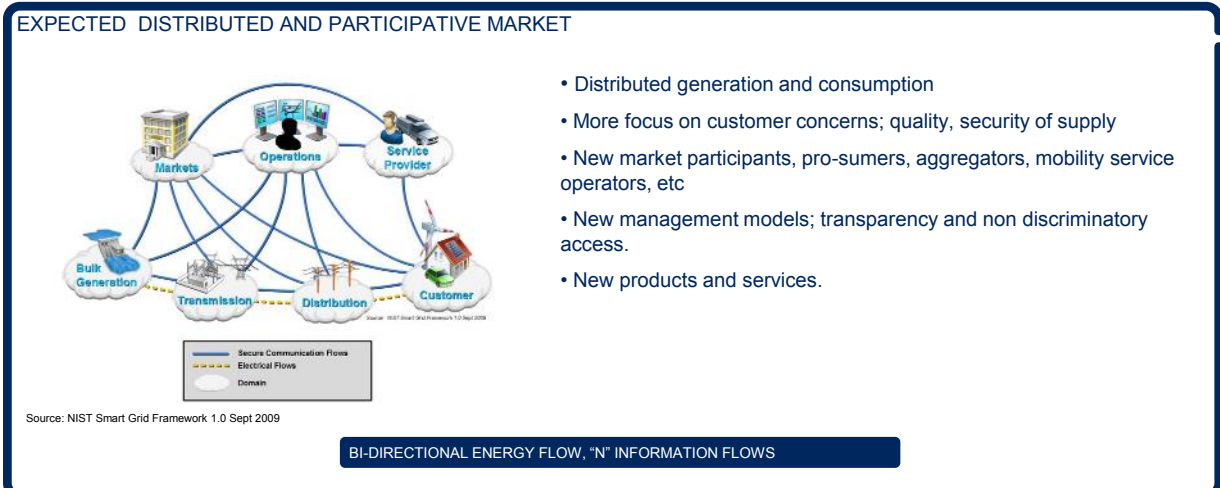 EXPECTED DISTRIBUTED AND PARTICIPATIVE MARKET
Markets
Operations
Service
Provider
Bulk
Generation
Transmission
Distribution
Customer
Source: NIST Smart Grid Framework 1.0 Sept 2009
Secure Communication Flows
Electrical Flows
Domain
Source: NIST Smart Grid Framework 1.0 Sept 2009
• Distributed generation and consumption
• More focus on customer concerns; quality, security of supply
• New market participants, pro-sumers, aggregators, mobility service
operators, etc
• New management models; transparency and non discriminatory
access.
• New products and services.
BI-DIRECTIONAL ENERGY FLOW, “N” INFORMATION FLOWS